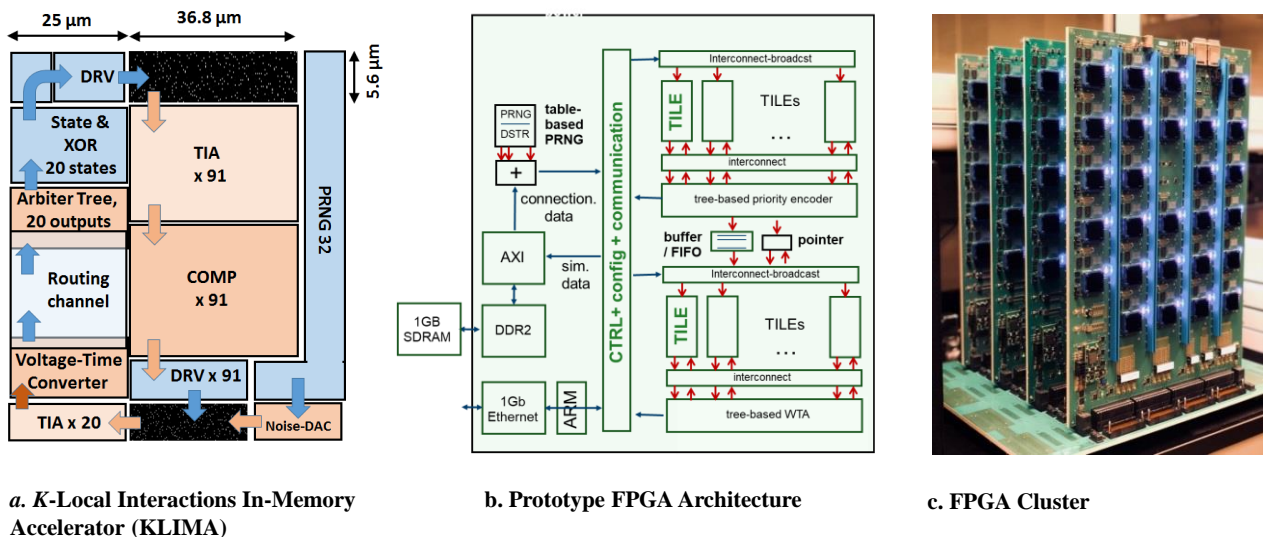 25 µm
36.8 µm
5.6 µm
DRV
State &
XOR
20 states
TIA
x 91
Arbiter Tree,
20 outputs
Routing
channel
COMP
x 91
PRNG 32
Voltage-Time
Converter
DRV x 91
TIA x 20
Noise-DAC
a. K-Local Interactions In-Memory
Accelerator (KLIMA)
Interconnect-broadcst
PRNG
DSTR
table-
based
PRNG
+
TILE
TILEs
...
interconnect
tree-based priority encoder
connection.
data
CTRL+ config + communication
buffer
/ FIFO
pointer
AXI
sim.
data
Interconnect-broadcast
1GB
SDRAM
DDR2
TILE
TILEs
...
interconnect
1Gb
Ethernet
ARM
tree-based WTA
b. Prototype FPGA Architecture
c. FPGA Cluster